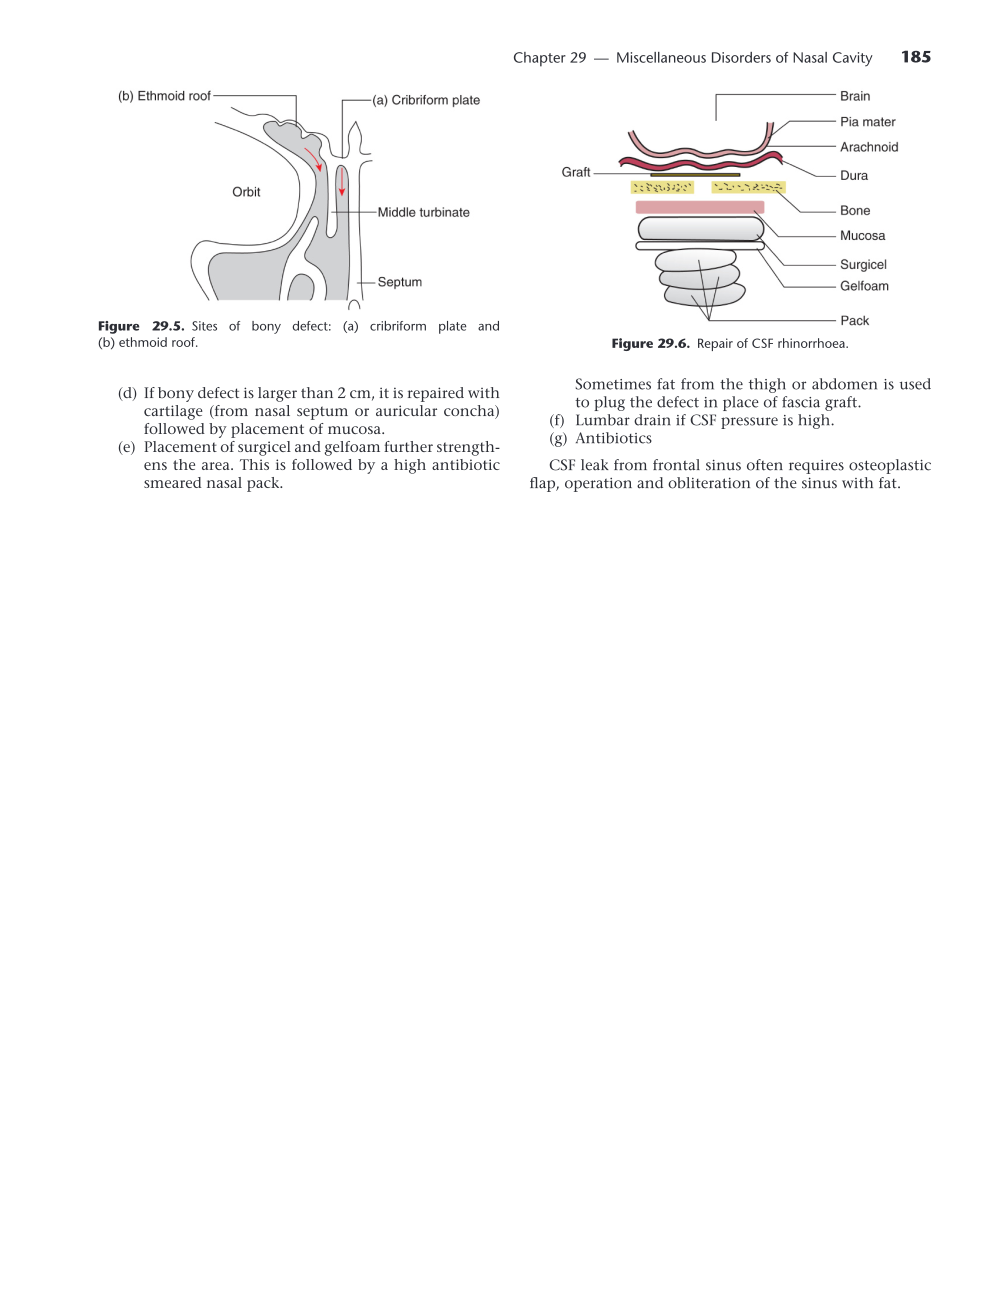 Chapter 29 — Miscellaneous Disorders of Nasal Cavity 185
(b) Ethmoid roof
(a) Cribriform plate
Orbit
Middle turbinate
Septum
Figure 29.5. Sites of bony defect: (a) cribriform plate and
(b) ethmoid roof.
(d) If bony defect is larger than 2 cm, it is repaired with
cartilage (from nasal septum or auricular concha)
followed by placement of mucosa.
(e) Placement of surgicel and gelfoam further strength-
ens the area. This is followed by a high antibiotic
smeared nasal pack.
Brain
Pia mater
Arachnoid
Graft
Dura
Bone
Mucosa
Surgicel
Gelfoam
Pack
Figure 29.6. Repair of CSF rhinorrhoea.
Sometimes fat from the thigh or abdomen is used
to plug the defect in place of fascia graft.
(f) Lumbar drain if CSF pressure is high.
(g) Antibiotics
CSF leak from frontal sinus often requires osteoplastic
flap, operation and obliteration of the sinus with fat.